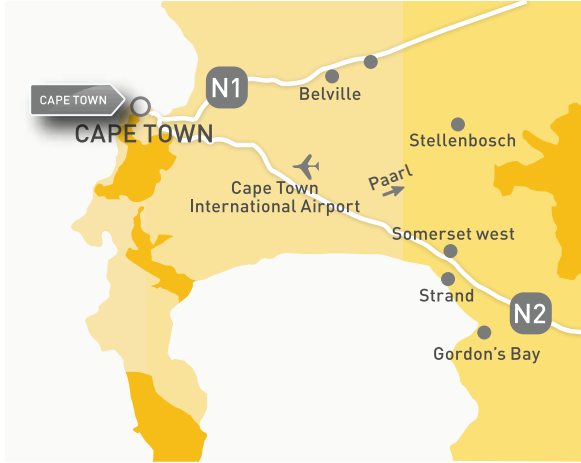 N1
Belville
CAPE TOWN
CAPE TOWN
Stellenbosch
Cape Town
International Airport
Paarl
Somerset west
Strand
N2
Gordon's Bay